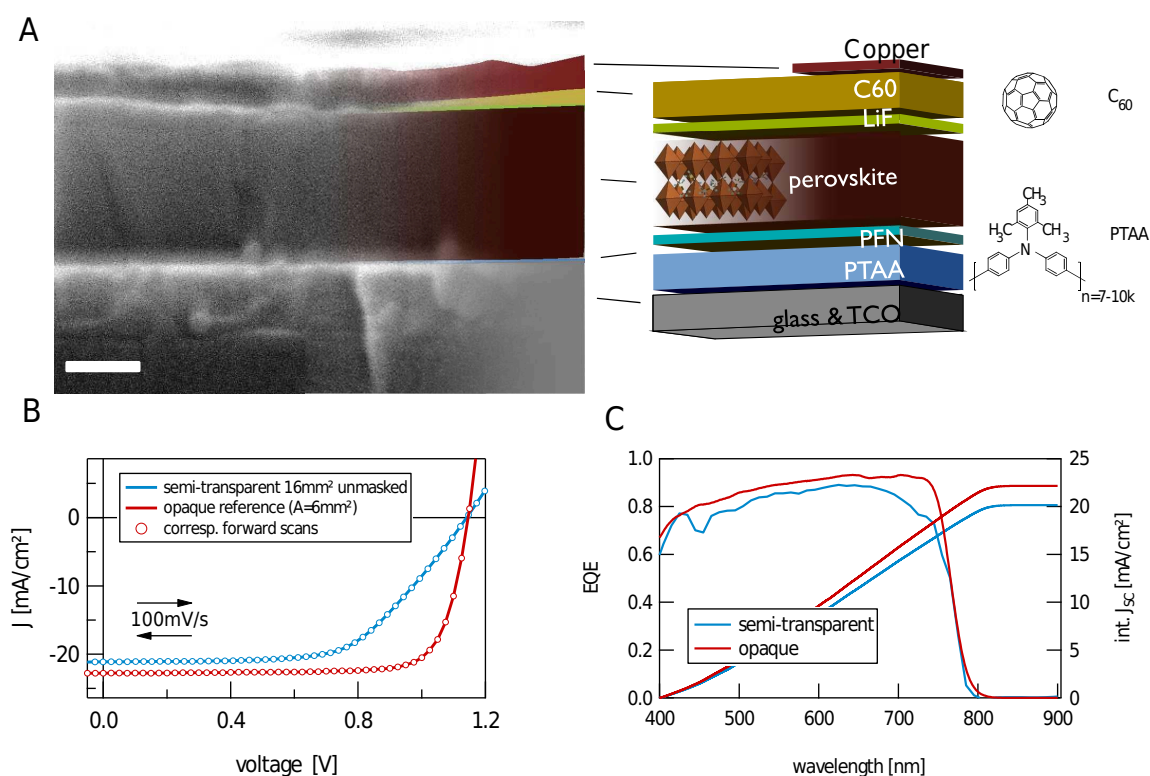 A
Copper
C60
LiF
perovskite
PFN
PTAA
glass & TCO
C60
CH3
H3C
CH3
N
n=7-10k
PTAA
B
semi-transparent 16mm² unmasked
opaque reference (A=6mm²)
corresp. forward scans
100mV/s
J [mA/cm²]
0
-10
-20
0.0
0.4
0.8
1.2
voltage [V]
C
EQE
1.0
0.8
0.6
0.4
0.2
0.0
semi-transparent
opaque
25
20
15
10
5
0
int. JSC [mA/cm²]
400
500
600
700
800
900
wavelength [nm]